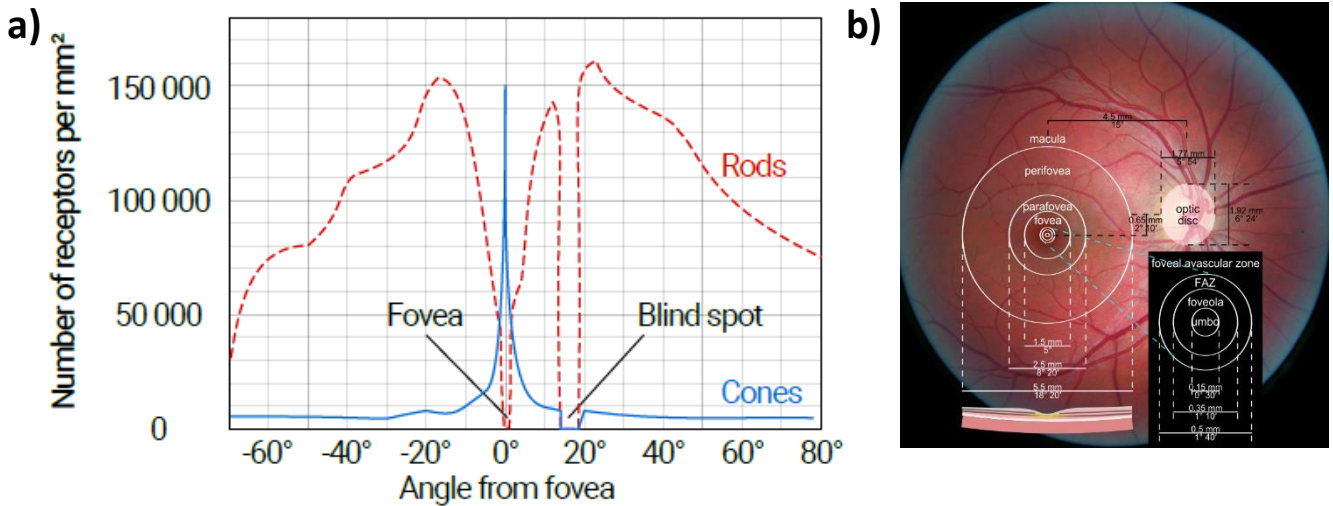 a)
Number of receptors per mm²
150 000
100 000
50 000
0
Rods
Fovea
Blind spot
Cones
-60° -40° -20° 0 20° 40° 60° 80°
Angle from fovea
b)
4.5 mm
15°
macula
perifovea
parafovea
fovea
1.77 mm
5° 54'
optic
disc
0.65 mm
2° 10'
1.92 mm
6° 24'
foveal avascular zone
FAZ
foveola
umbo
1.5 mm
5°
2.5 mm
8° 20'
5.5 mm
18° 20'
0.15 mm
0° 30'
0.35 mm
1° 10'
0.5 mm
1° 40'